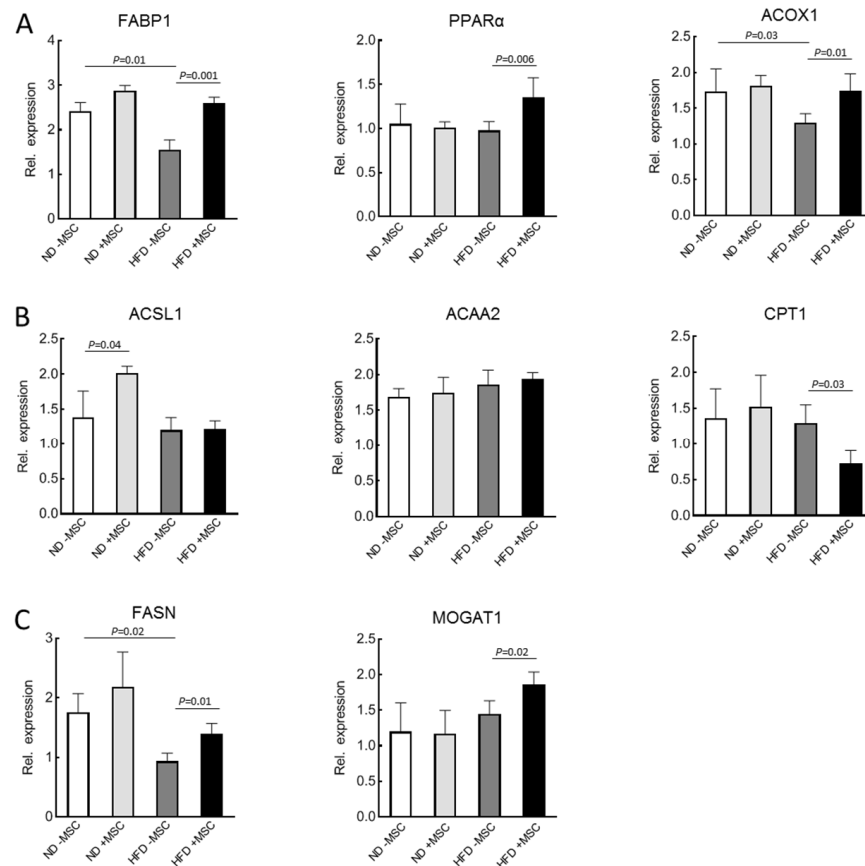 A
FABP1
Rel. expression
4
3
2
1
0
P=0.01
P=0.001
ND -MSC
ND +MSC
HFD -MSC
HFD +MSC
PPARα
Rel. expression
2.0
1.5
1.0
0.5
0.0
P=0.006
ND -MSC
ND +MSC
HFD -MSC
HFD +MSC
ACOX1
Rel. expression
2.5
2.0
1.5
1.0
0.5
0.0
P=0.03
P=0.01
ND -MSC
ND +MSC
HFD -MSC
HFD +MSC
B
ACSL1
Rel. expression
2.5
2.0
1.5
1.0
0.5
0.0
P=0.04
ND -MSC
ND +MSC
HFD -MSC
HFD +MSC
ACAA2
Rel. expression
2.5
2.0
1.5
1.0
0.5
0.0
ND -MSC
ND +MSC
HFD -MSC
HFD +MSC
CPT1
Rel. expression
2.5
2.0
1.5
1.0
0.5
0.0
P=0.03
ND -MSC
ND +MSC
HFD -MSC
HFD +MSC
C
FASN
Rel. expression
3
2
1
0
P=0.02
P=0.01
ND -MSC
ND +MSC
HFD -MSC
HFD +MSC
MOGAT1
Rel. expression
2.5
2.0
1.5
1.0
0.5
0.0
P=0.02
ND -MSC
ND +MSC
HFD -MSC
HFD +MSC